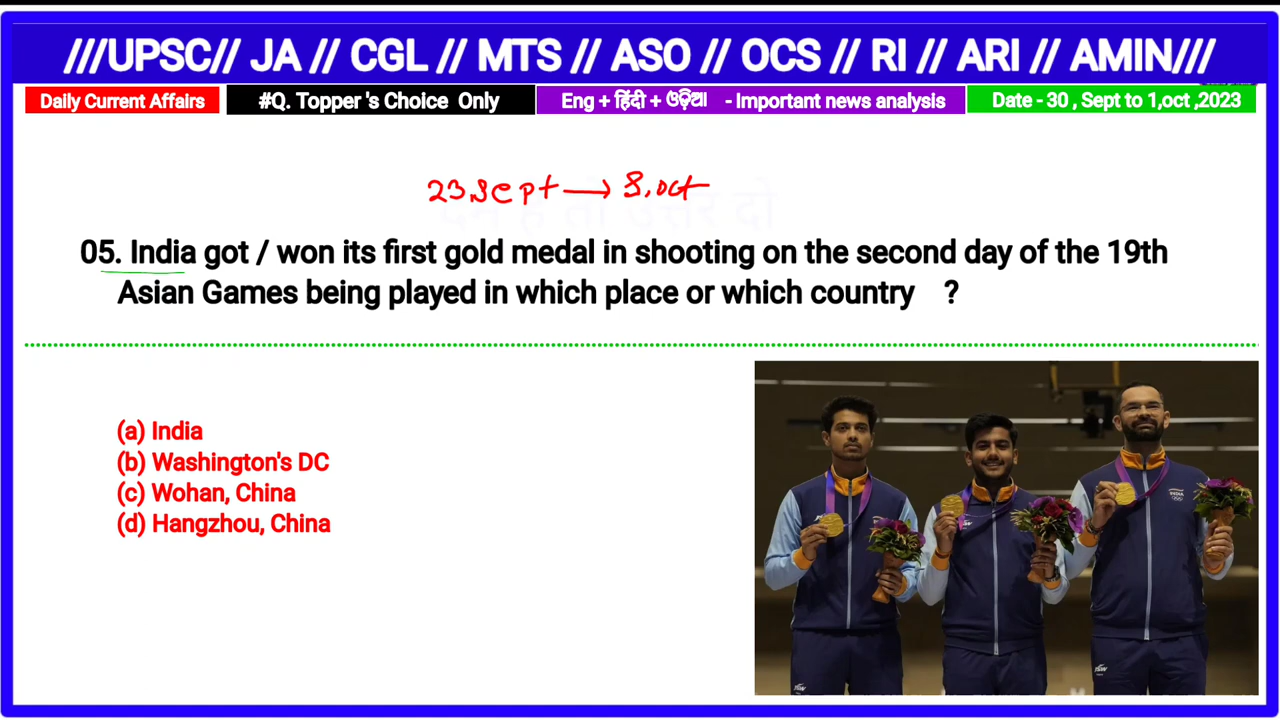 ///UPSC// JA // CGL // MTS // ASO // OCS // RI // ARI // AMIN///
Daily Current Affairs
#Q. Topper 's Choice Only
Eng + हिंदी + ଓଡ଼ିଆ - Important news analysis
Date - 30 , Sept to 1,oct ,2023
23 Sept → 8.oct
05. India got / won its first gold medal in shooting on the second day of the 19th
Asian Games being played in which place or which country ?
(a) India
(b) Washington's DC
(c) Wohan, China
(d) Hangzhou, China
INDIA